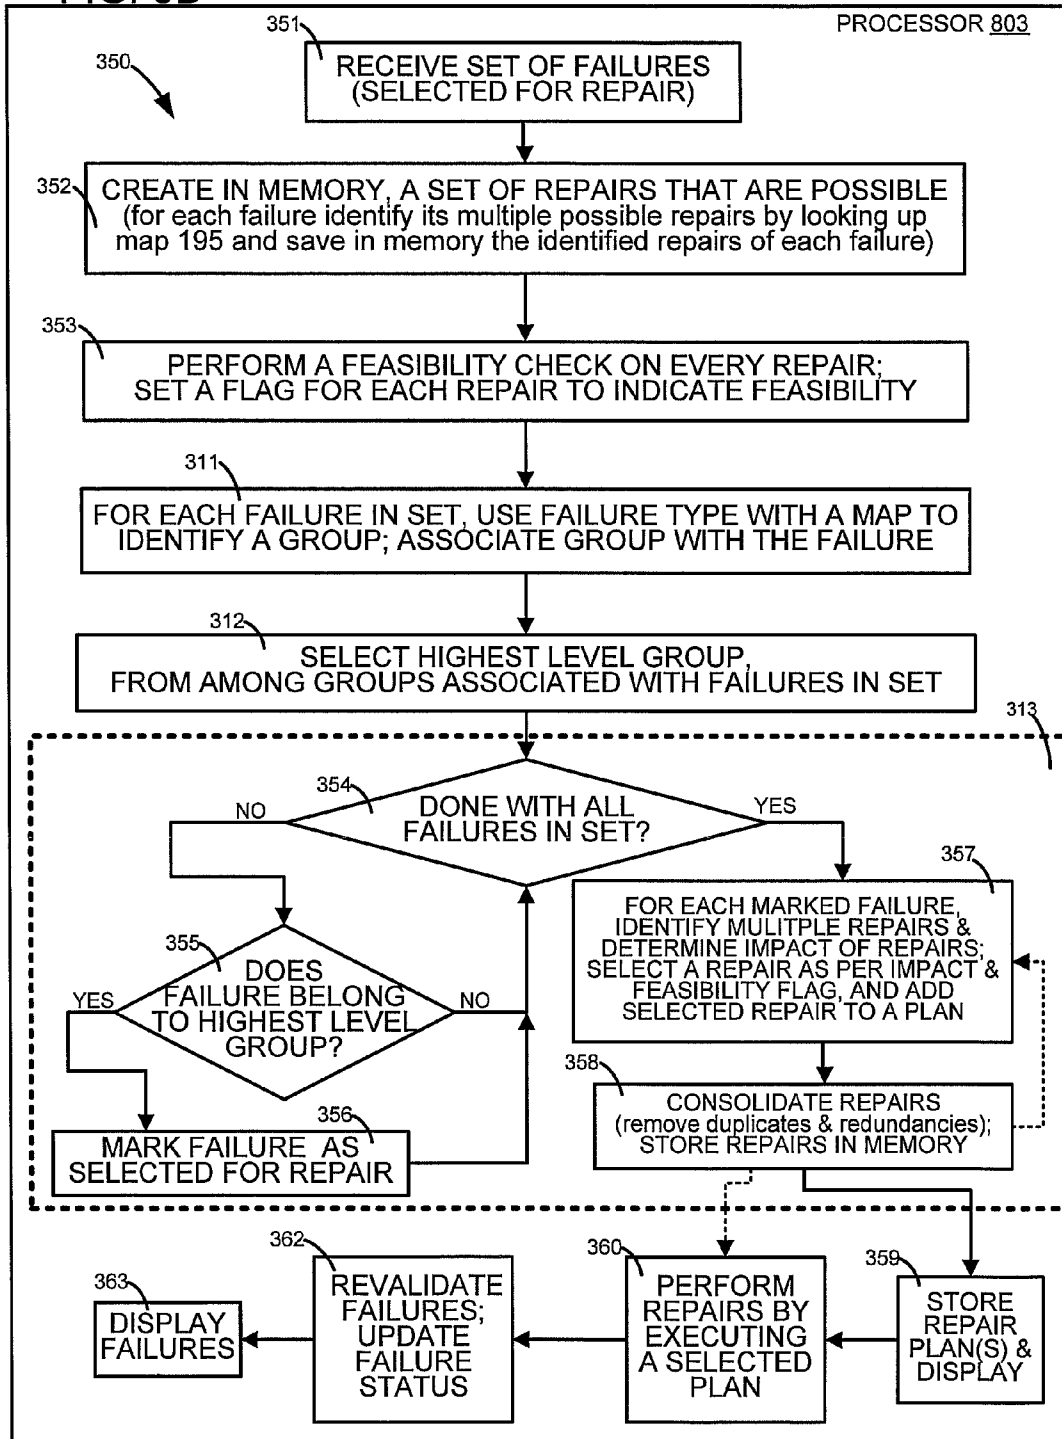 PROCESSOR 803
350
351
RECEIVE SET OF FAILURES
(SELECTED FOR REPAIR)
352
CREATE IN MEMORY, A SET OF REPAIRS THAT ARE POSSIBLE
(for each failure identify its multiple possible repairs by looking up
map 195 and save in memory the identified repairs of each failure)
353
PERFORM A FEASIBILITY CHECK ON EVERY REPAIR;
SET A FLAG FOR EACH REPAIR TO INDICATE FEASIBILITY
311
FOR EACH FAILURE IN SET, USE FAILURE TYPE WITH A MAP TO
IDENTIFY A GROUP; ASSOCIATE GROUP WITH THE FAILURE
312
SELECT HIGHEST LEVEL GROUP,
FROM AMONG GROUPS ASSOCIATED WITH FAILURES IN SET
313
354
NO
DONE WITH ALL
FAILURES IN SET?
YES
355
DOES
FAILURE BELONG
TO HIGHEST LEVEL
GROUP?
YES
NO
356
MARK FAILURE AS
SELECTED FOR REPAIR
357
FOR EACH MARKED FAILURE,
IDENTIFY MULITPLE REPAIRS &
DETERMINE IMPACT OF REPAIRS;
SELECT A REPAIR AS PER IMPACT &
FEASIBILITY FLAG, AND ADD
SELECTED REPAIR TO A PLAN
358
CONSOLIDATE REPAIRS
(remove duplicates & redundancies);
STORE REPAIRS IN MEMORY
359
STORE
REPAIR
PLAN(S) &
DISPLAY
360
PERFORM
REPAIRS BY
EXECUTING
A SELECTED
PLAN
362
REVALIDATE
FAILURES;
UPDATE
FAILURE
STATUS
363
DISPLAY
FAILURES